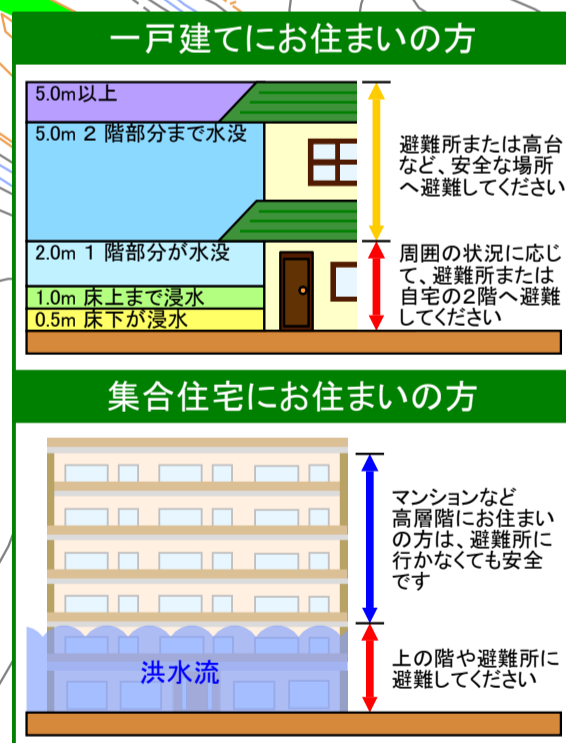 一戸建てにお住まいの方
5.0m以上
5.0m 2 階部分まで水没
2.0m 1 階部分が水没
1.0m 床上まで浸水
0.5m 床下が浸水
避難所または高台
など、安全な場所
へ避難してください
周囲の状況に応じ
て、避難所または
自宅の2階へ避難
してください
集合住宅にお住まいの方
マンションなど
高層階にお住まい
の方は、避難所に
行かなくても安全
です
洪水流
上の階や避難所に
避難してください